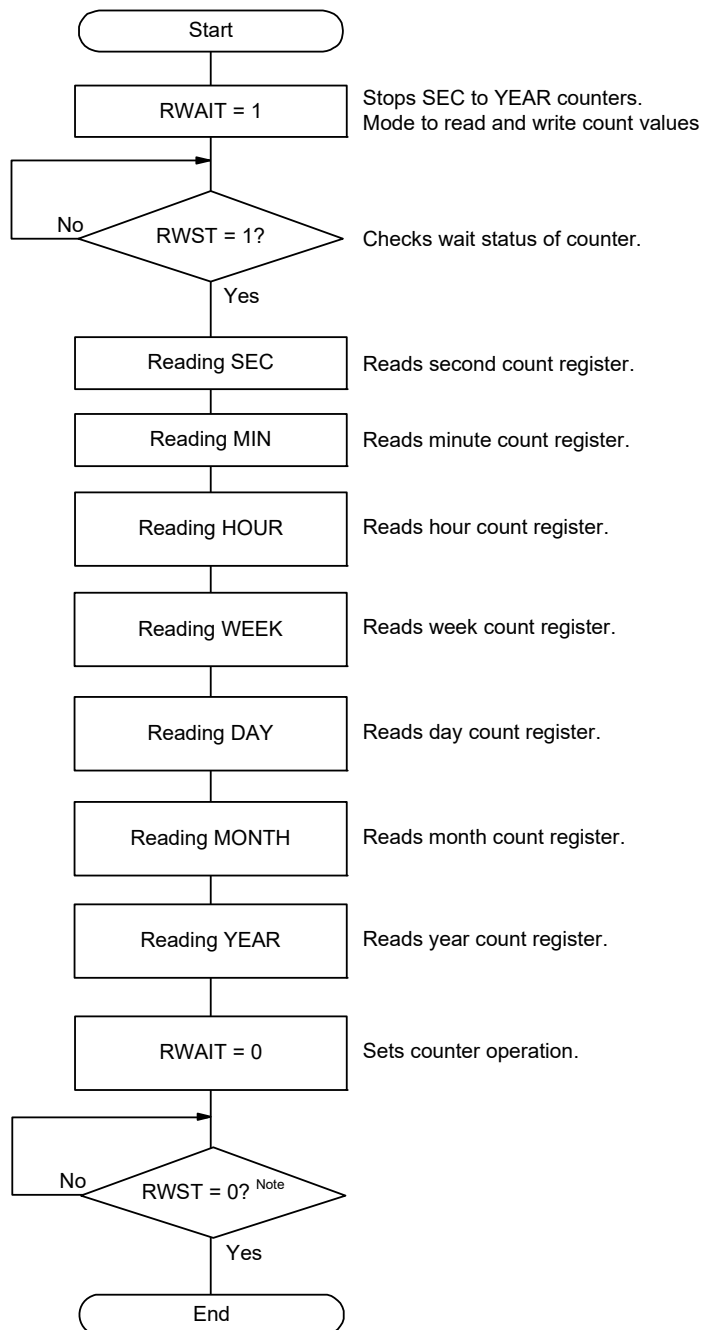 Start
RWAIT = 1
Stops SEC to YEAR counters.
Mode to read and write count values
No
RWST = 1?
Checks wait status of counter.
Yes
Reading SEC
Reads second count register.
Reading MIN
Reads minute count register.
Reading HOUR
Reads hour count register.
Reading WEEK
Reads week count register.
Reading DAY
Reads day count register.
Reading MONTH
Reads month count register.
Reading YEAR
Reads year count register.
RWAIT = 0
Sets counter operation.
No
RWST = 0? Note
Yes
End